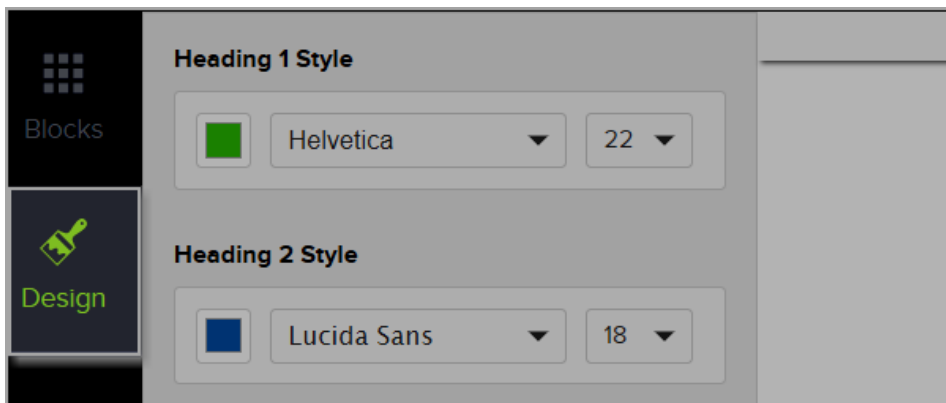 Blocks
Design
Heading 1 Style
Helvetica 22
Heading 2 Style
Lucida Sans 18